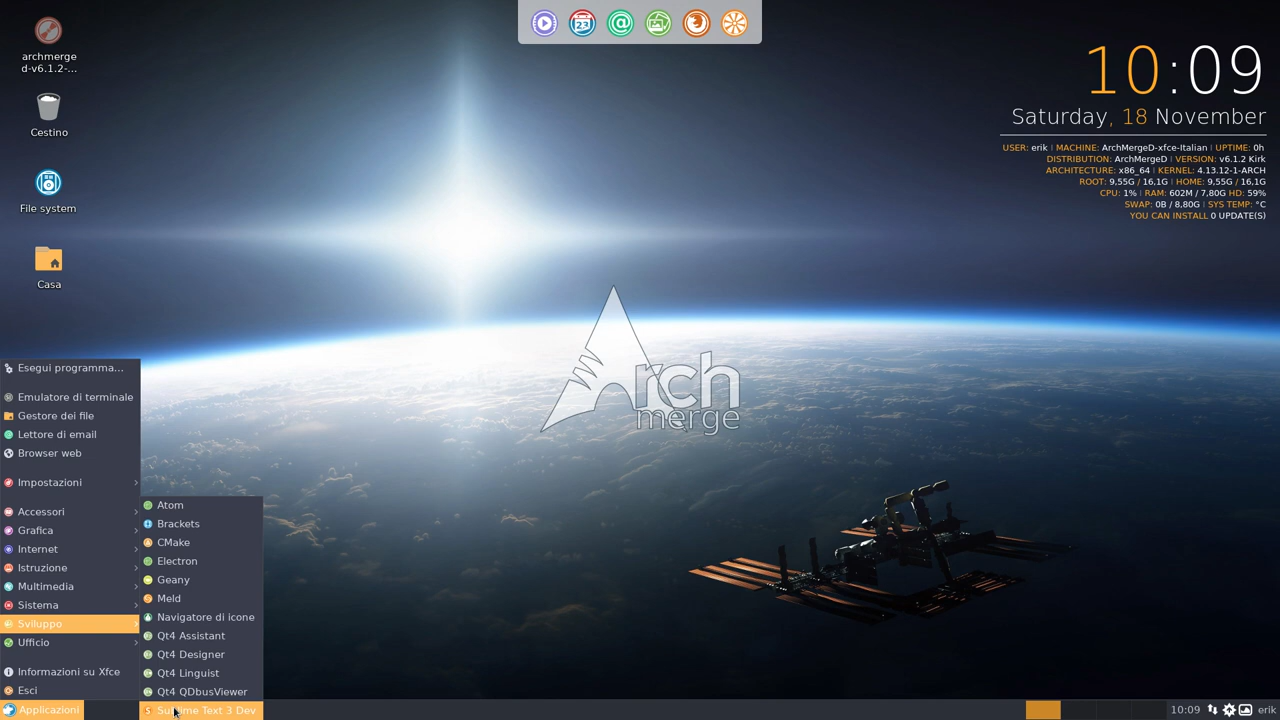 archmerge
d-v6.1.2-...
Cestino
File system
Casa
23
@
10:09
Saturday, 18 November
USER: erik | MACHINE: ArchMergeD-xfce-Italian | UPTIME: 0h
DISTRIBUTION: ArchMergeD | VERSION: v6.1.2 Kirk
ARCHITECTURE: x86_64 | KERNEL: 4.13.12-1-ARCH
ROOT: 9,55G / 16,1G | HOME: 9,55G / 16,1G
CPU: 1% | RAM: 602M / 7,80G HD: 59%
SWAP: 0B / 8,80G | SYS TEMP: °C
YOU CAN INSTALL 0 UPDATE(S)
Arch
merge
Esegui programma...
Emulatore di terminale
Gestore dei file
Lettore di email
Browser web
Impostazioni
Accessori
Grafica
Internet
Istruzione
Multimedia
Sistema
Sviluppo
Ufficio
Informazioni su Xfce
Esci
Atom
Brackets
CMake
Electron
Geany
Meld
Navigatore di icone
Qt4 Assistant
Qt4 Designer
Qt4 Linguist
Qt4 QDbusViewer
Sublime Text 3 Dev
Applicazioni
10:09
erik